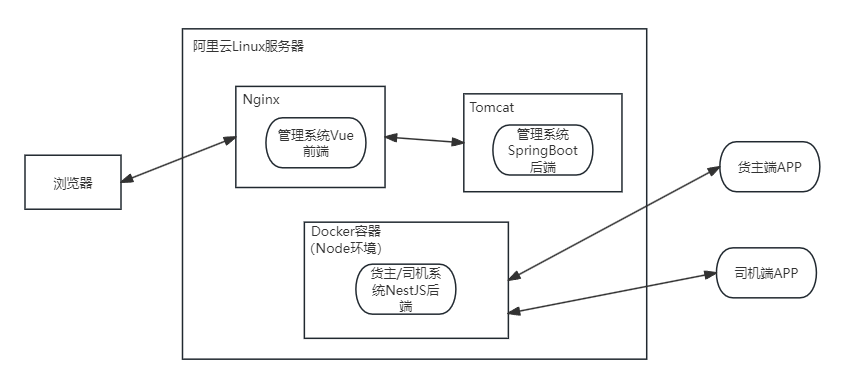 阿里云Linux服务器
Nginx
管理系统Vue
前端
Tomcat
管理系统
SpringBoot
后端
浏览器
Docker容器
(Node环境)
货主/司机系
统NestJS后
端
货主端APP
司机端APP